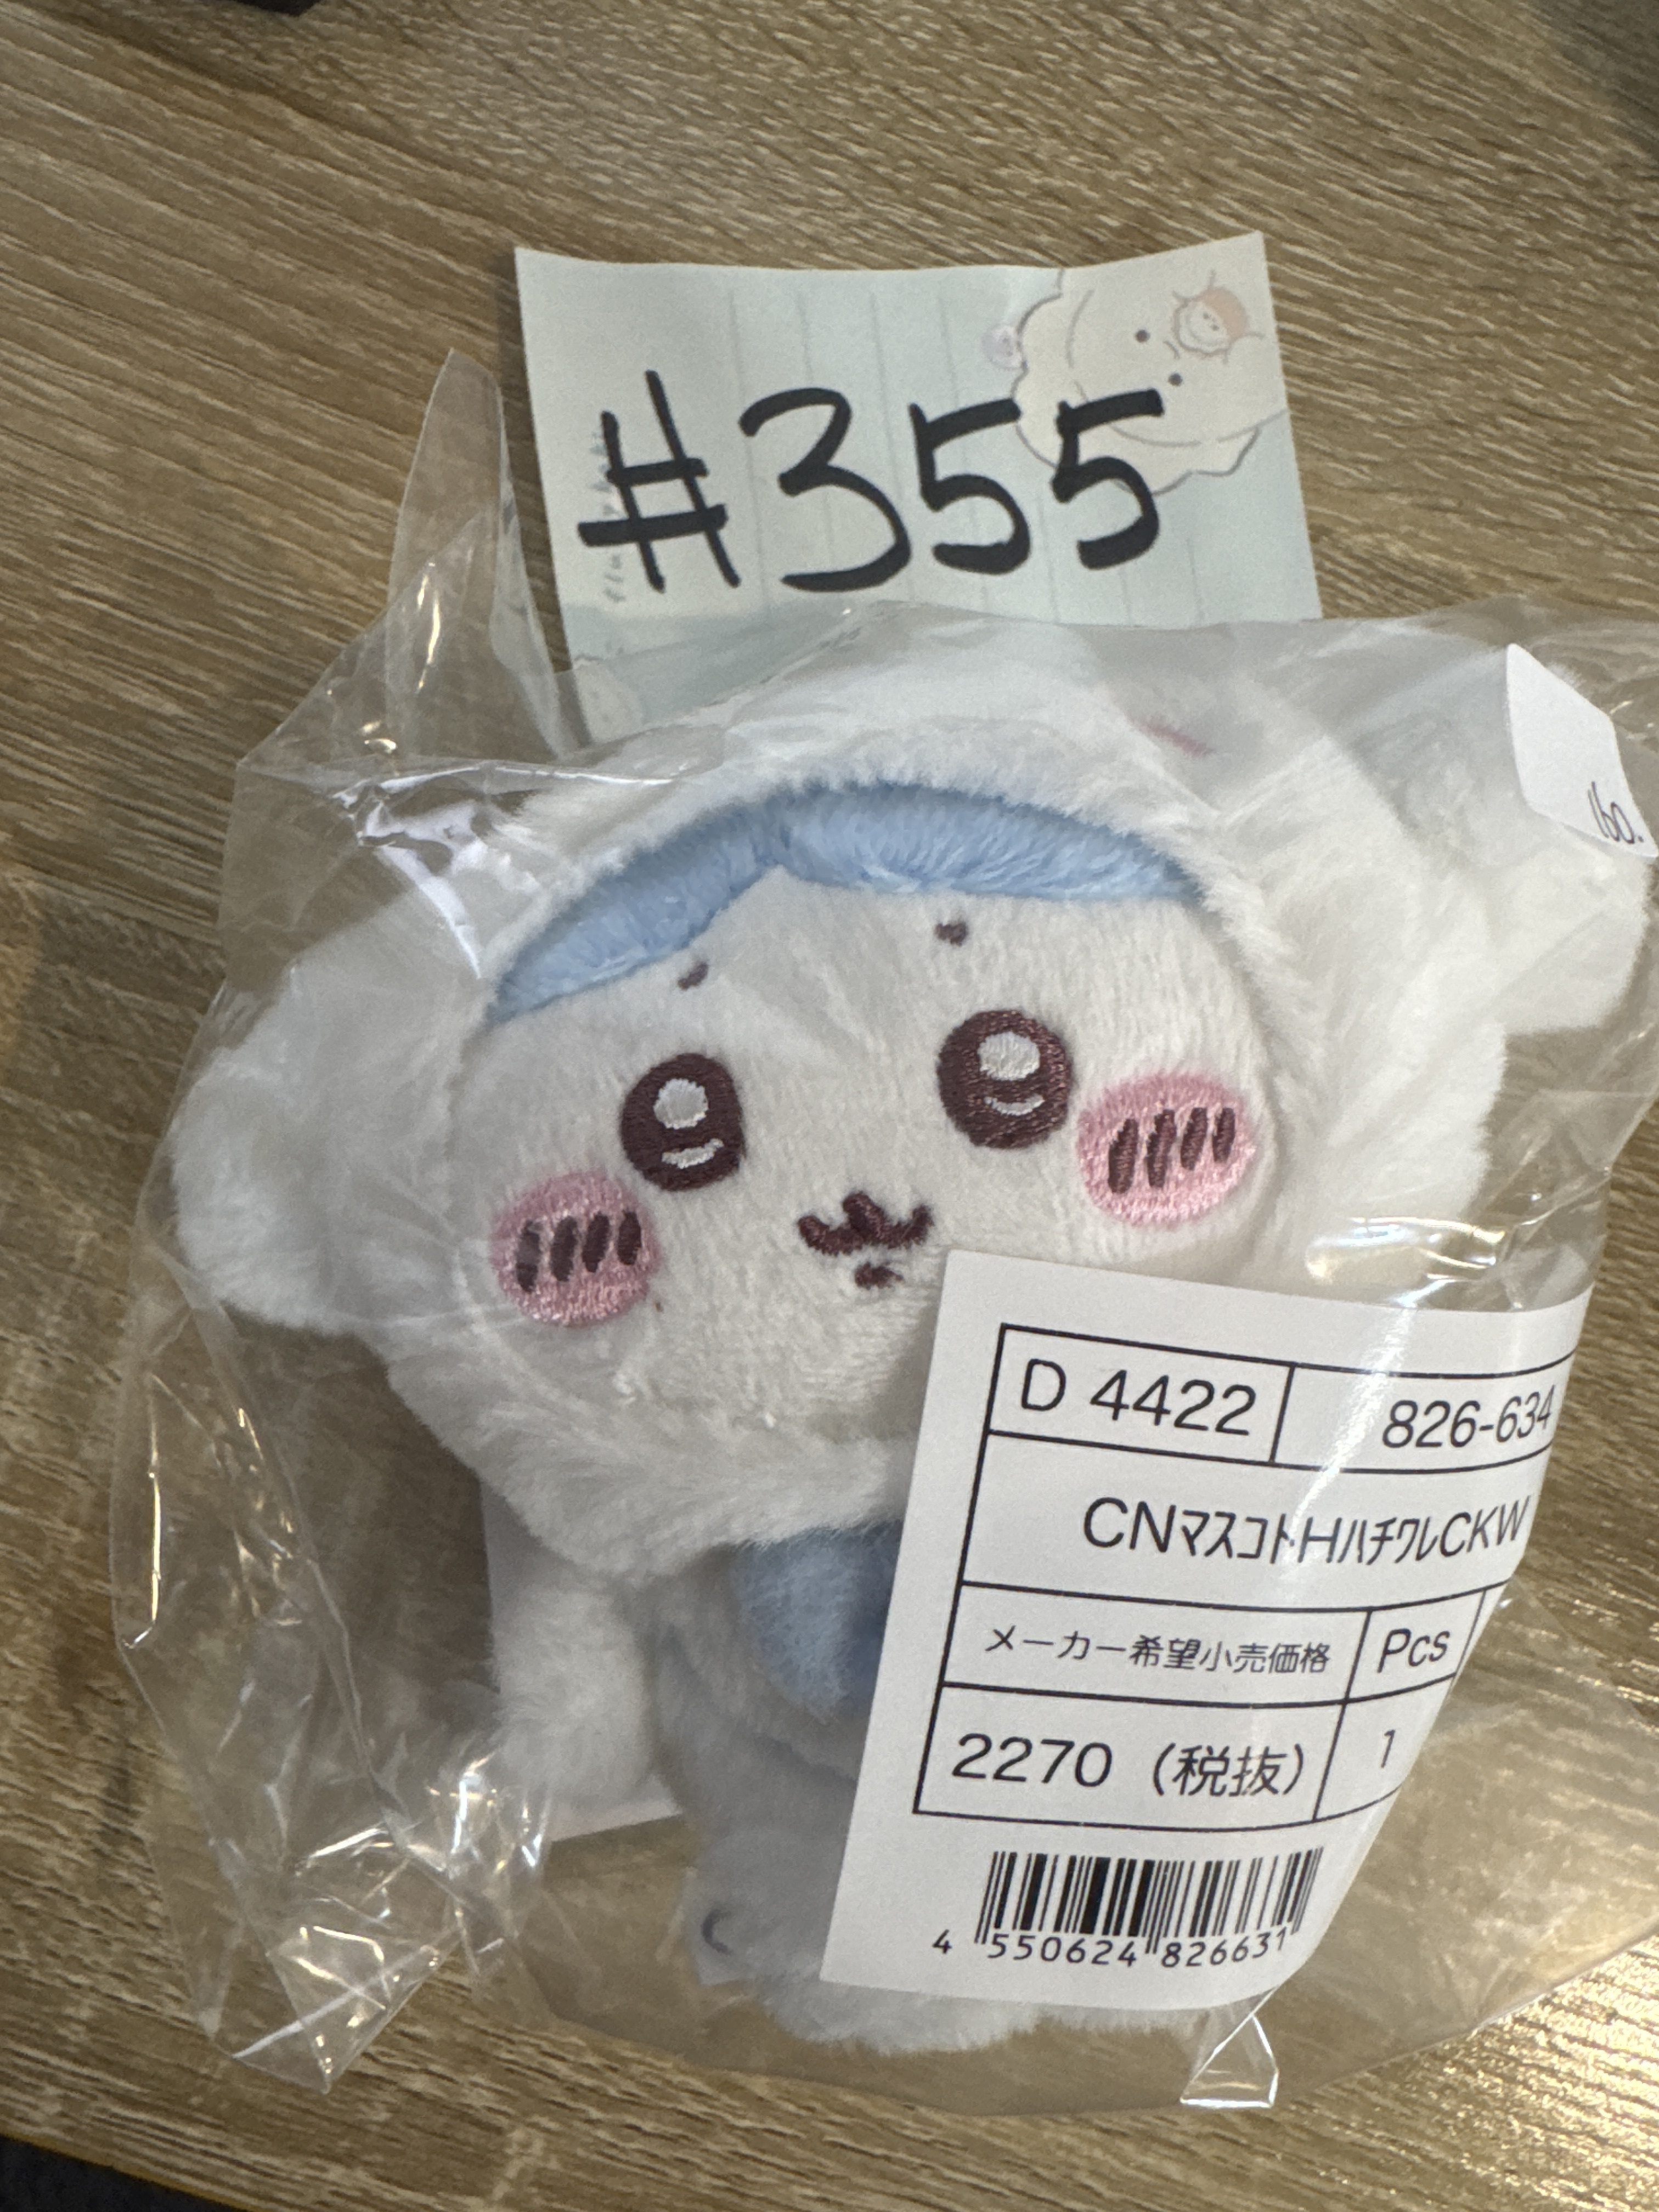 #355
160.
D 4422
826-634
CNマスコトHハチワレCKW
メーカー希望小売価格
Pcs
2270 (税抜)
1
4 550624 826631